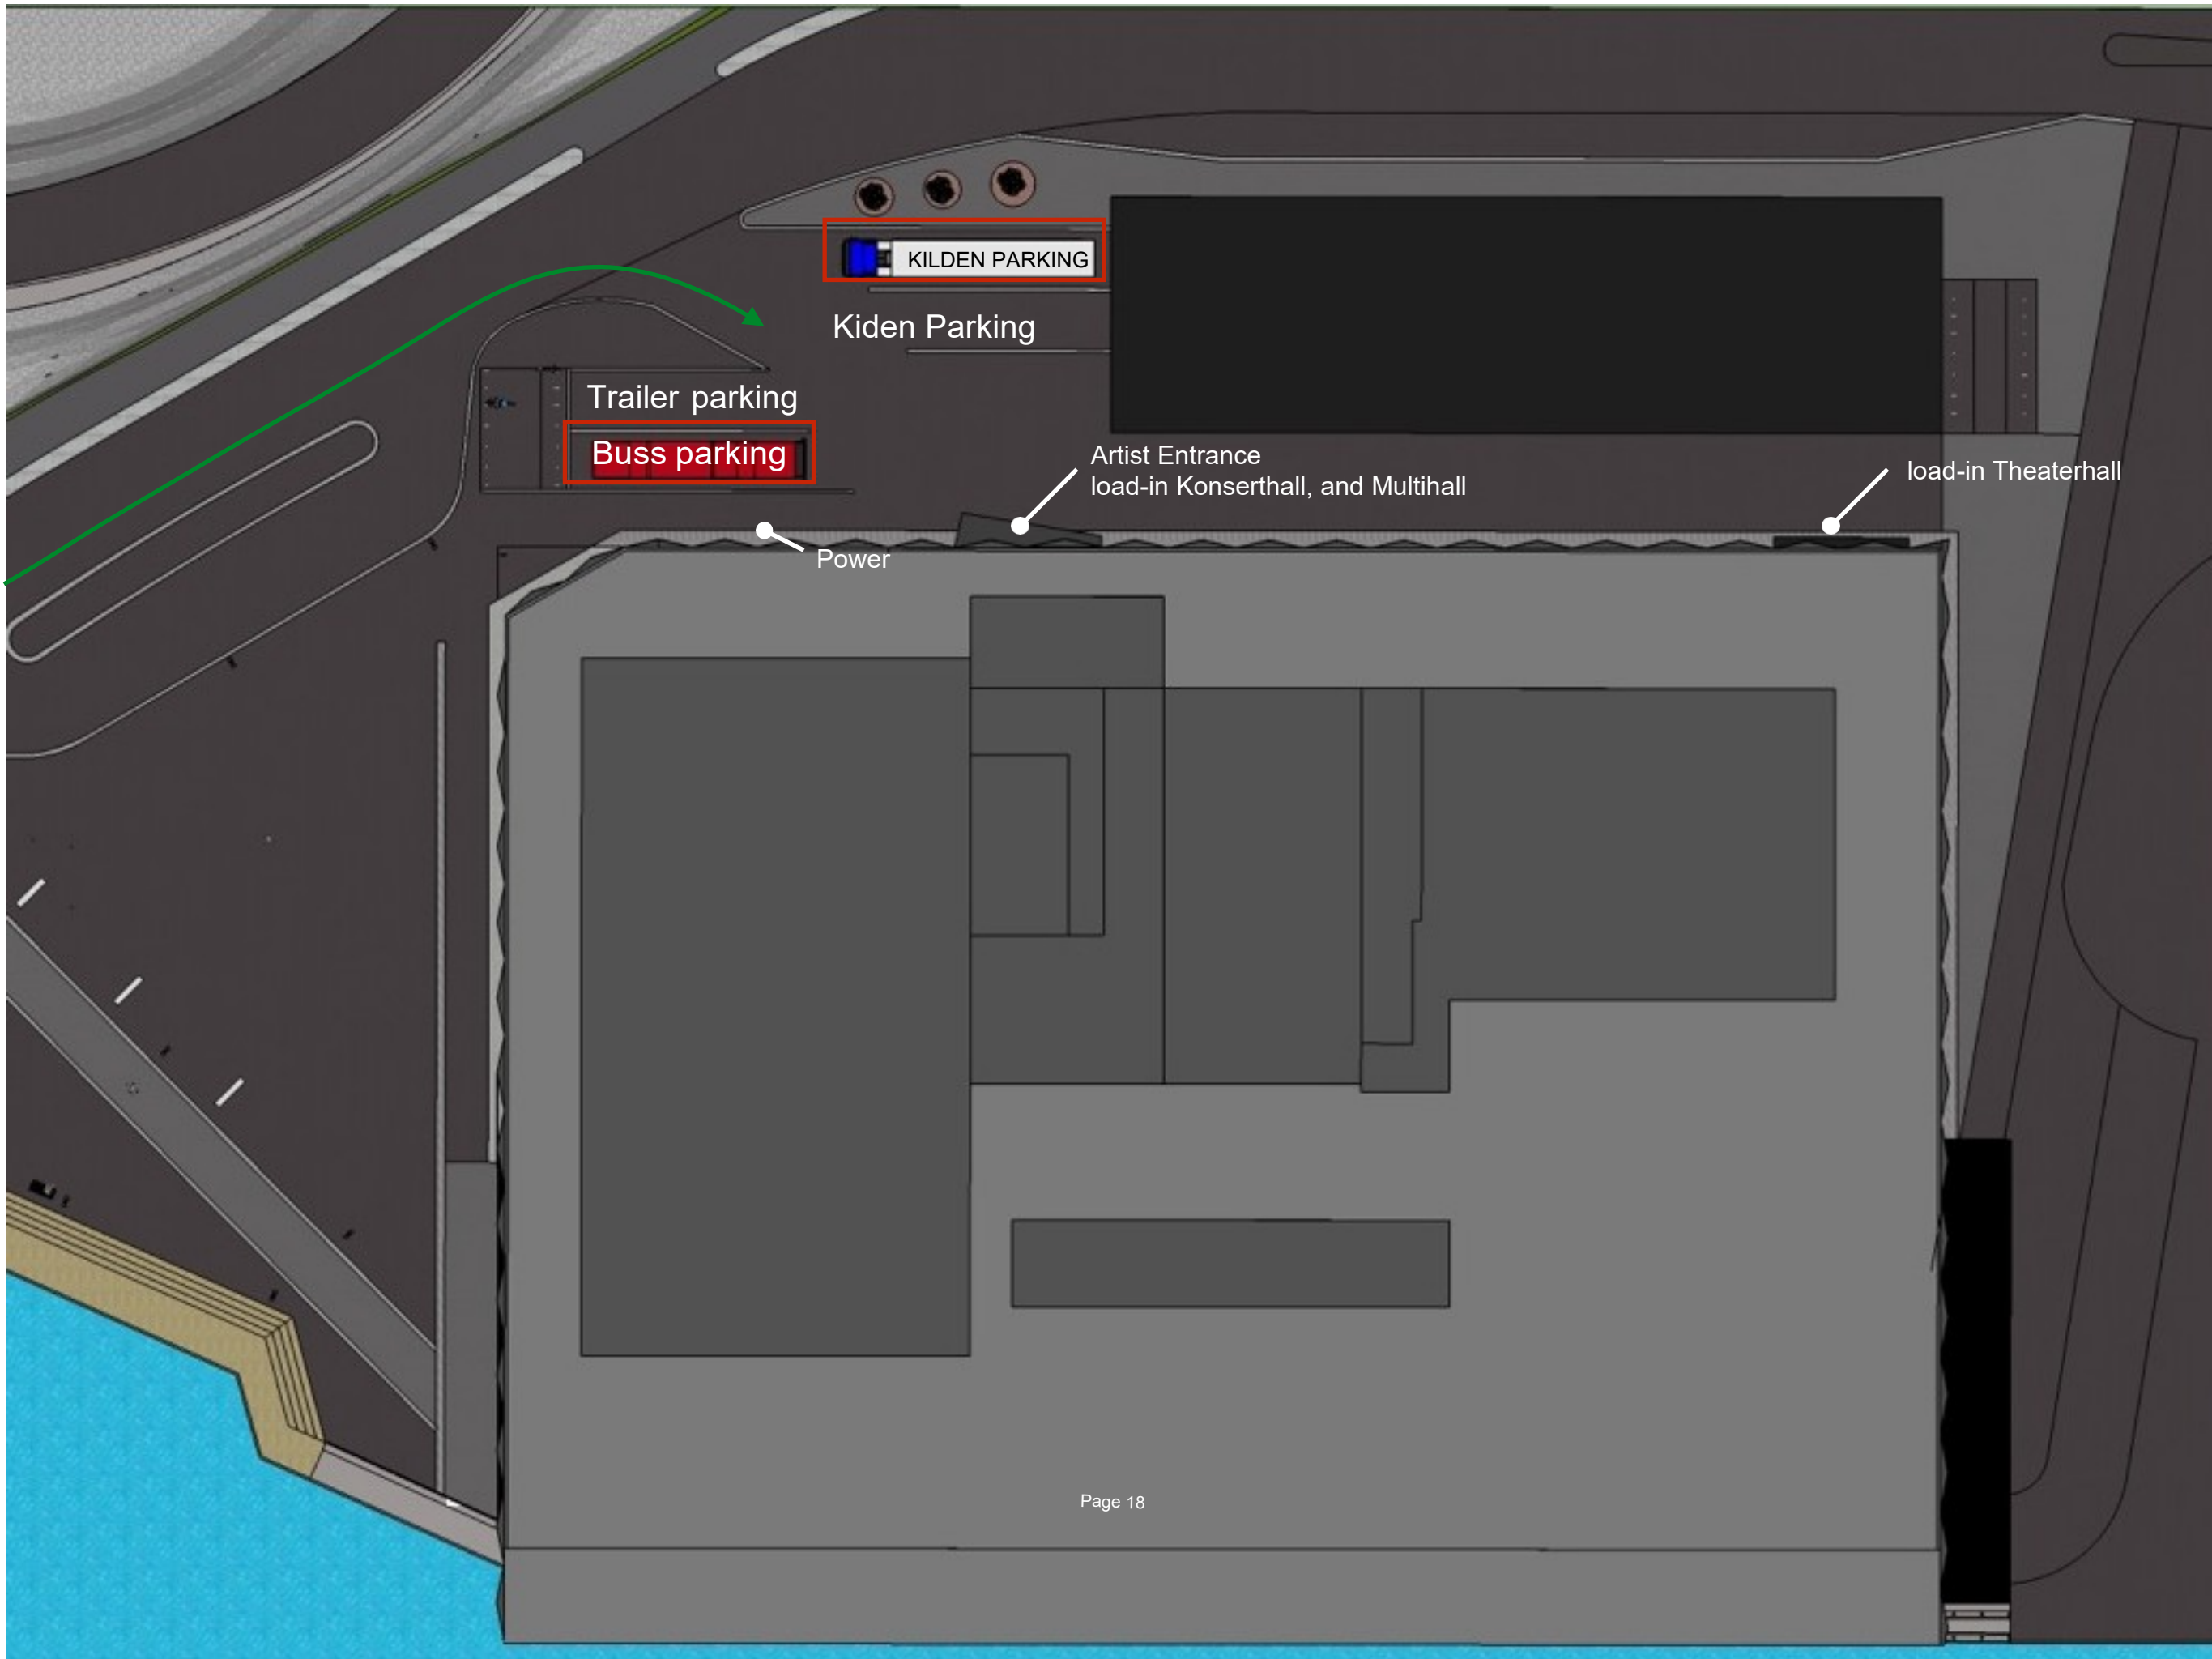 KILDEN PARKING
Kiden Parking
Trailer parking
Buss parking
Artist Entrance
load-in Konserthall, and Multihall
load-in Theaterhall
Power
Page 18